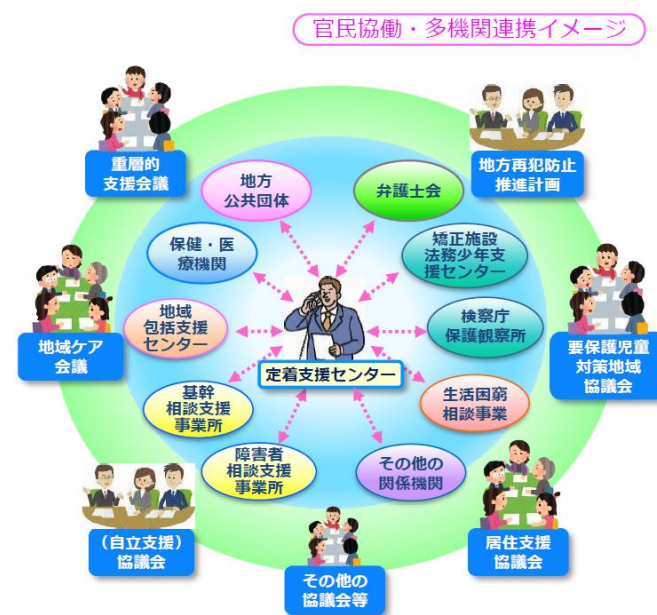 官民協働・多機関連携イメージ
重層的
支援会議
地方再犯防止
推進計画
地方
公共団体
弁護士会
保健・医
療機関
矯正施設
法務少年支
援センター
地域
包括支援
センター
検察庁
保護観察所
地域ケア
会議
要保護児童
対策地域
協議会
定着支援センター
基幹
相談支援
事業所
生活困窮
相談事業
障害者
相談支援
事業所
その他の
関係機関
（自立支援）
協議会
居住支援
協議会
その他の
協議会等